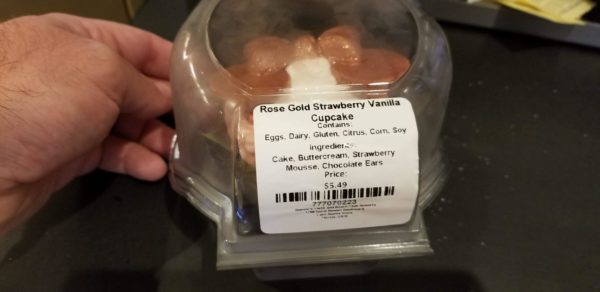 Rose Gold Strawberry Vanilla
Cupcake
Contains:
Eggs, Dairy, Gluten, Citrus, Corn, Soy
Ingredients:
Cake, Buttercream, Strawberry
Mousse, Chocolate Ears
Price:
$5.49
777070223